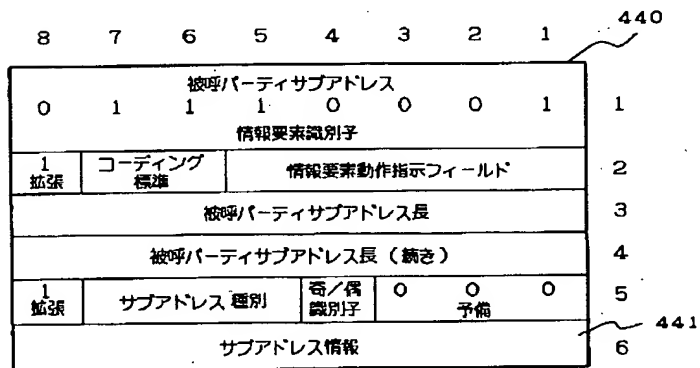 440
8 7 6 5 4 3 2 1
被呼パーティサブアドレス
0 1 1 1 0 0 0 1 1
情報要素識別子
1 拡張 コーディング 標準 情報要素動作指示フィールド 2
被呼パーティサブアドレス長 3
被呼パーティサブアドレス長(続き) 4
1 拡張 サブアドレス種別 奇/偶 識別子 0 0 0 予備 5
441
サブアドレス情報 6